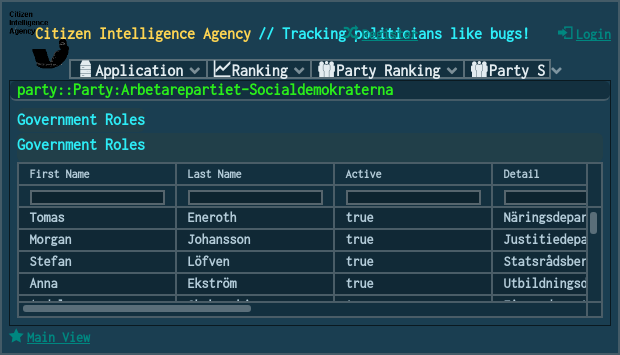 Citizen
Intelligence
Agency
Citizen Intelligence Agency // Tracking politicians like bugs!
Login
Application Ranking Party Ranking Party S
party::Party:Arbetarepartiet-Socialdemokraterna
Government Roles
Government Roles
First Name Last Name Active Detail
Tomas Eneroth true Näringsdepar
Morgan Johansson true Justitiedepa
Stefan Löfven true Statsrådsber
Anna Ekström true Utbildningsd
Main View